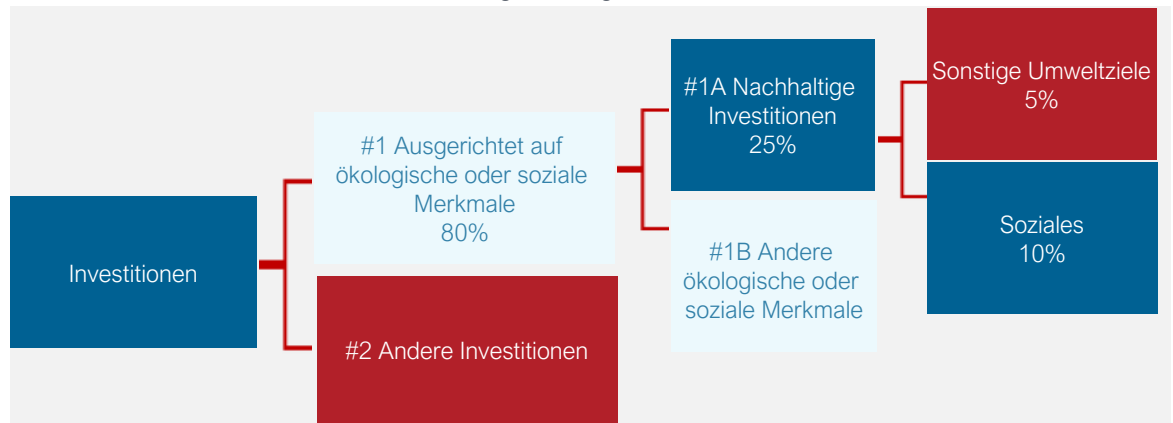 Investitionen
#1 Ausgerichtet auf
ökologische oder soziale
Merkmale
80%
#2 Andere Investitionen
#1A Nachhaltige
Investitionen
25%
#1B Andere
ökologische oder
soziale Merkmale
Sonstige Umweltziele
5%
Soziales
10%